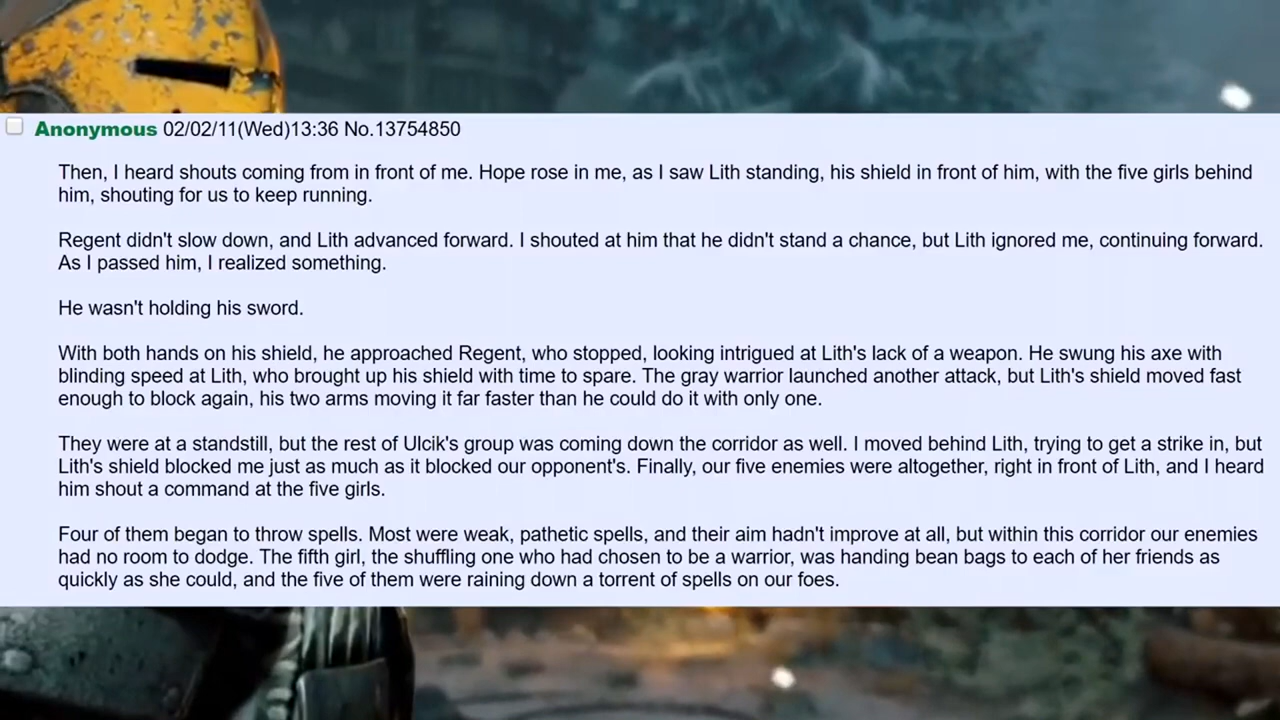 Anonymous 02/02/11(Wed)13:36 No.13754850
Then, I heard shouts coming from in front of me. Hope rose in me, as I saw Lith standing, his shield in front of him, with the five girls behind
him, shouting for us to keep running.
Regent didn't slow down, and Lith advanced forward. I shouted at him that he didn't stand a chance, but Lith ignored me, continuing forward.
As I passed him, I realized something.
He wasn't holding his sword.
With both hands on his shield, he approached Regent, who stopped, looking intrigued at Lith's lack of a weapon. He swung his axe with
blinding speed at Lith, who brought up his shield with time to spare. The gray warrior launched another attack, but Lith's shield moved fast
enough to block again, his two arms moving it far faster than he could do it with only one.
They were at a standstill, but the rest of Ulcik's group was coming down the corridor as well. I moved behind Lith, trying to get a strike in, but
Lith's shield blocked me just as much as it blocked our opponent's. Finally, our five enemies were altogether, right in front of Lith, and I heard
him shout a command at the five girls.
Four of them began to throw spells. Most were weak, pathetic spells, and their aim hadn't improve at all, but within this corridor our enemies
had no room to dodge. The fifth girl, the shuffling one who had chosen to be a warrior, was handing bean bags to each of her friends as
quickly as she could, and the five of them were raining down a torrent of spells on our foes.